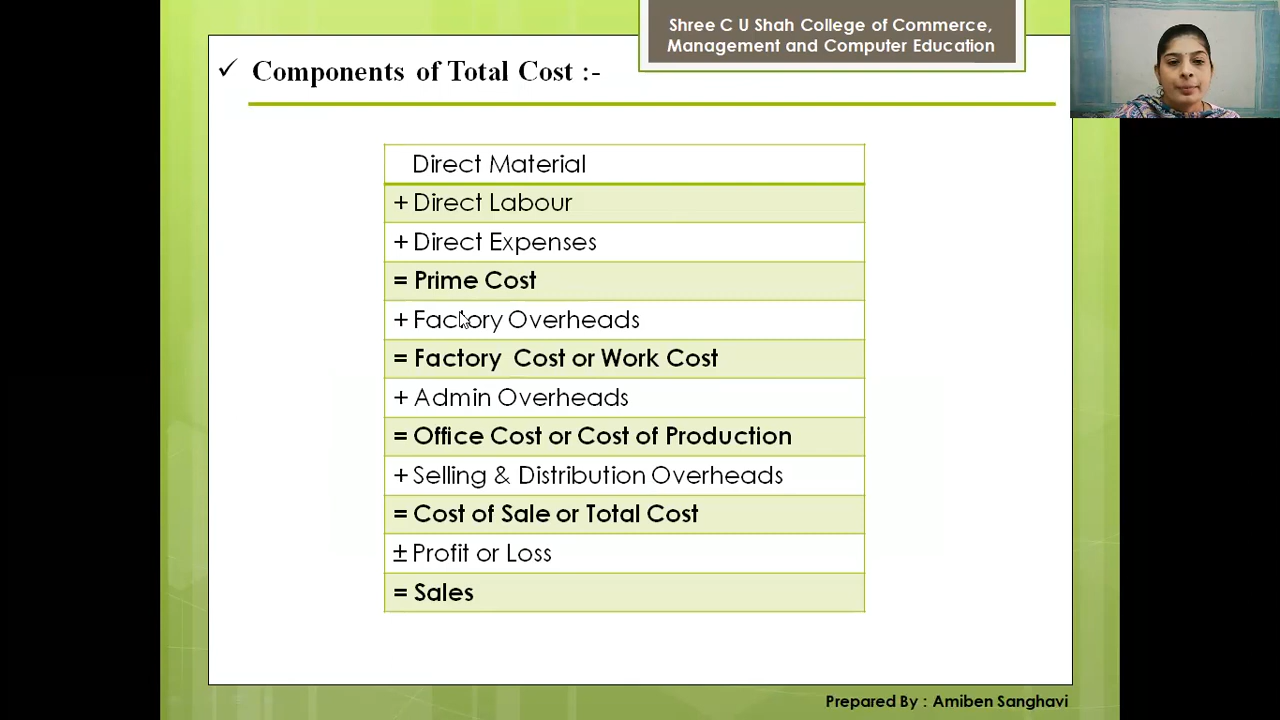 Shree C U Shah College of Commerce,
Management and Computer Education
✓ Components of Total Cost :-
Direct Material
+ Direct Labour
+ Direct Expenses
= Prime Cost
+ Factory Overheads
= Factory Cost or Work Cost
+ Admin Overheads
= Office Cost or Cost of Production
+ Selling & Distribution Overheads
= Cost of Sale or Total Cost
± Profit or Loss
= Sales
Prepared By : Amiben Sanghavi